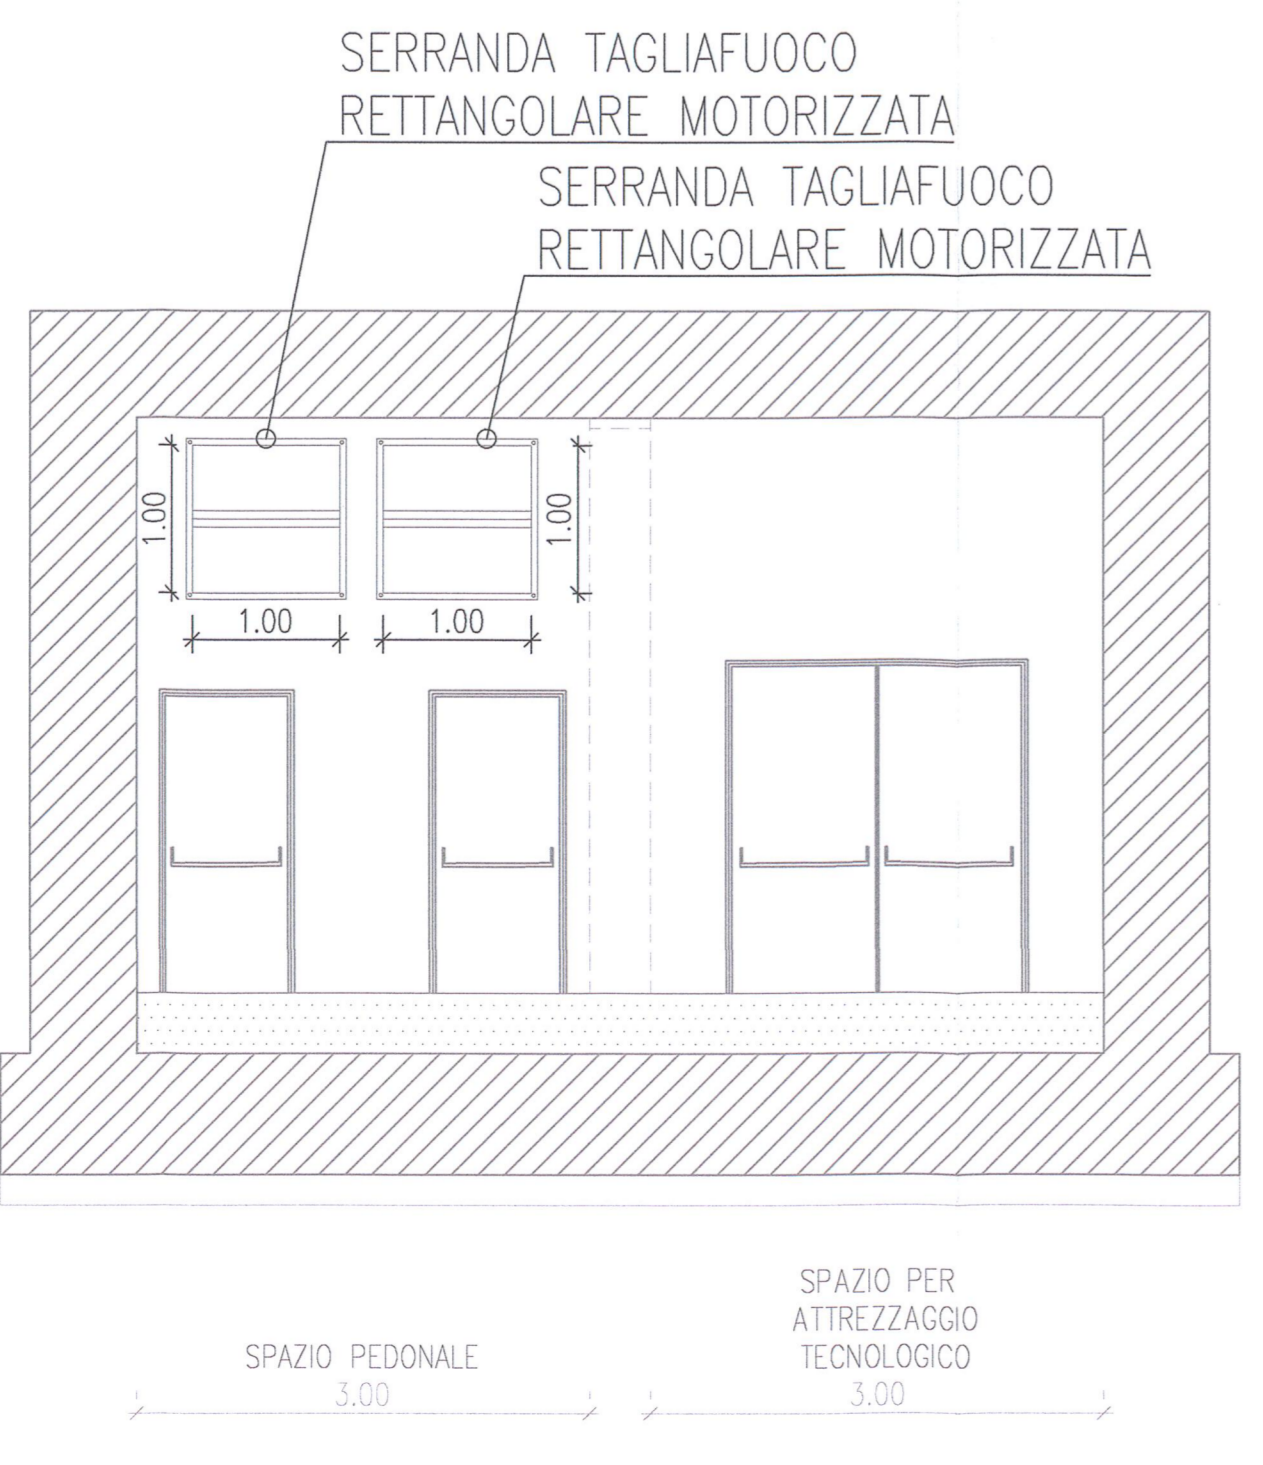 SERRANDA TAGLIAFUOCO
RETTANGOLARE MOTORIZZATA
SERRANDA TAGLIAFUOCO
RETTANGOLARE MOTORIZZATA
1.00
1.00
1.00
1.00
SPAZIO PEDONALE
3.00
SPAZIO PER
ATTREZZAGGIO
TECNOLOGICO
3.00